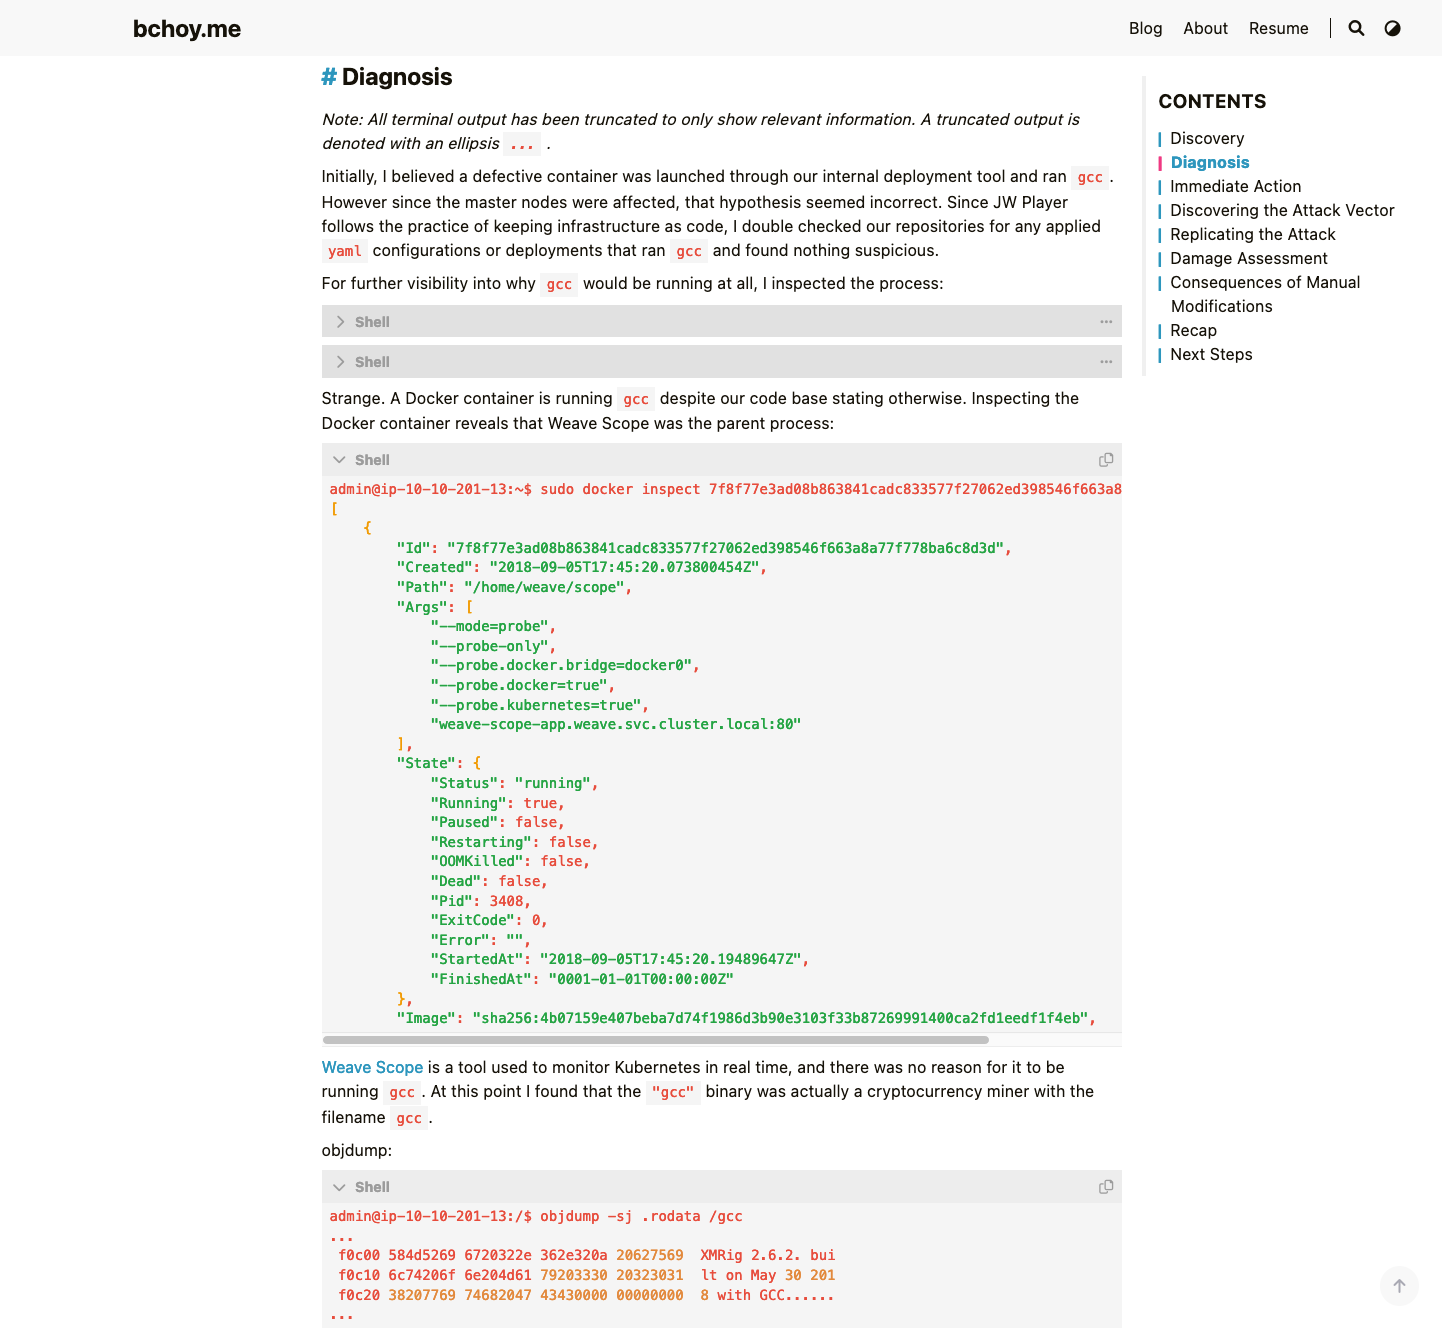 bchoy.me
Blog About Resume
# Diagnosis
Note: All terminal output has been truncated to only show relevant information. A truncated output is
denoted with an ellipsis ... .
Initially, I believed a defective container was launched through our internal deployment tool and ran gcc .
However since the master nodes were affected, that hypothesis seemed incorrect. Since JW Player
follows the practice of keeping infrastructure as code, I double checked our repositories for any applied
yaml configurations or deployments that ran gcc and found nothing suspicious.
For further visibility into why gcc would be running at all, I inspected the process:
Shell ...
Shell ...
Strange. A Docker container is running gcc despite our code base stating otherwise. Inspecting the
Docker container reveals that Weave Scope was the parent process:
Shell
admin@ip-10-10-201-13:~$ sudo docker inspect 7f8f77e3ad08b863841cadc833577f27062ed398546f663a8
[
    {
        "Id": "7f8f77e3ad08b863841cadc833577f27062ed398546f663a8a77f778ba6c8d3d",
        "Created": "2018-09-05T17:45:20.073800454Z",
        "Path": "/home/weave/scope",
        "Args": [
            "--mode=probe",
            "--probe-only",
            "--probe.docker.bridge=docker0",
            "--probe.docker=true",
            "--probe.kubernetes=true",
            "weave-scope-app.weave.svc.cluster.local:80"
        ],
        "State": {
            "Status": "running",
            "Running": true,
            "Paused": false,
            "Restarting": false,
            "OOMKilled": false,
            "Dead": false,
            "Pid": 3408,
            "ExitCode": 0,
            "Error": "",
            "StartedAt": "2018-09-05T17:45:20.19489647Z",
            "FinishedAt": "0001-01-01T00:00:00Z"
        },
        "Image": "sha256:4b07159e407beba7d74f1986d3b90e3103f33b87269991400ca2fd1eedf1f4eb",
Weave Scope is a tool used to monitor Kubernetes in real time, and there was no reason for it to be
running gcc . At this point I found that the "gcc" binary was actually a cryptocurrency miner with the
filename gcc .
objdump:
Shell
admin@ip-10-10-201-13:/$ objdump -sj .rodata /gcc
...
 f0c00 584d5269 6720322e 362e320a 20627569  XMRig 2.6.2. bui
 f0c10 6c74206f 6e204d61 79203330 20323031  lt on May 30 201
 f0c20 38207769 74682047 43430000 00000000  8 with GCC......
...
CONTENTS
Discovery
Diagnosis
Immediate Action
Discovering the Attack Vector
Replicating the Attack
Damage Assessment
Consequences of Manual
Modifications
Recap
Next Steps